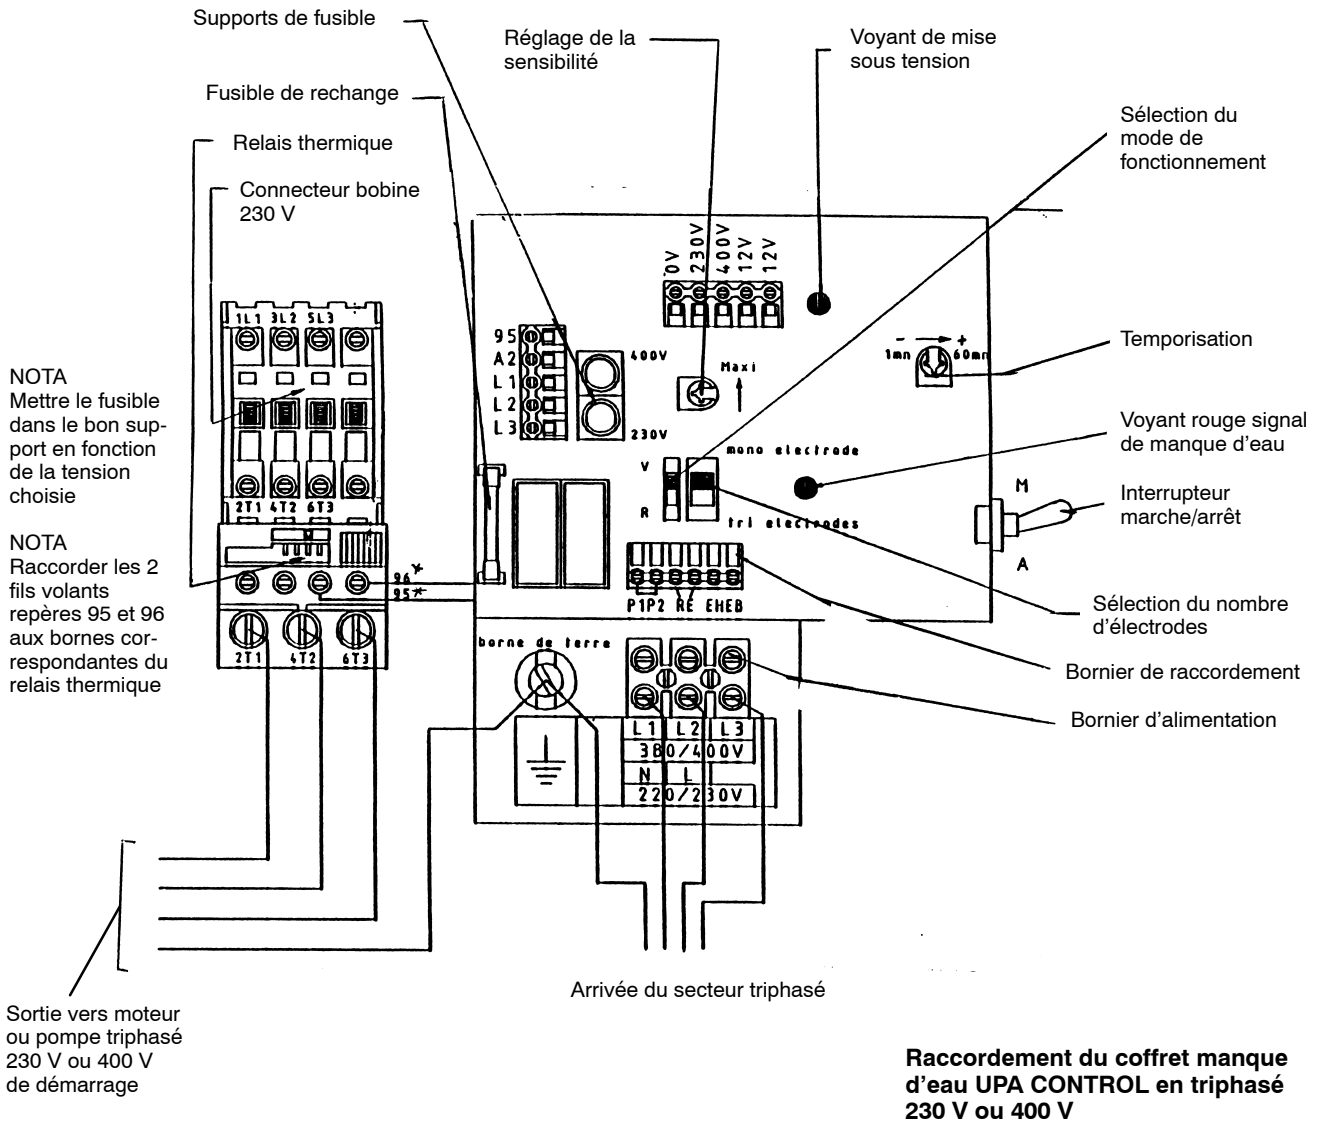 Supports de fusible
Réglage de la
sensibilité
Voyant de mise
sous tension
Fusible de rechange
Sélection du
mode de
fonctionnement
Relais thermique
Connecteur bobine
230 V
0V
230V
400V
12V
12V
1L1 3L2 5L3
95
A2
L1
L2
L3
400V
230V
Maxi
- +
1mn 60mn
Temporisation
NOTA
Mettre le fusible
dans le bon sup-
port en fonction
de la tension
choisie
Voyant rouge signal
de manque d'eau
mono electrode
V
R
tri electrodes
M
Interrupteur
marche/arrêt
A
2T1 4T2 6T3
NOTA
Raccorder les 2
fils volants
repères 95 et 96
aux bornes cor-
respondantes du
relais thermique
96*
95*
P1P2 RE EHEB
Sélection du nombre
d'électrodes
borne de terre
2T1 4T2 6T3
Bornier de raccordement
Bornier d'alimentation
L1 L2 L3
380/400V
N L
220/230V
Arrivée du secteur triphasé
Sortie vers moteur
ou pompe triphasé
230 V ou 400 V
de démarrage
Raccordement du coffret manque
d'eau UPA CONTROL en triphasé
230 V ou 400 V